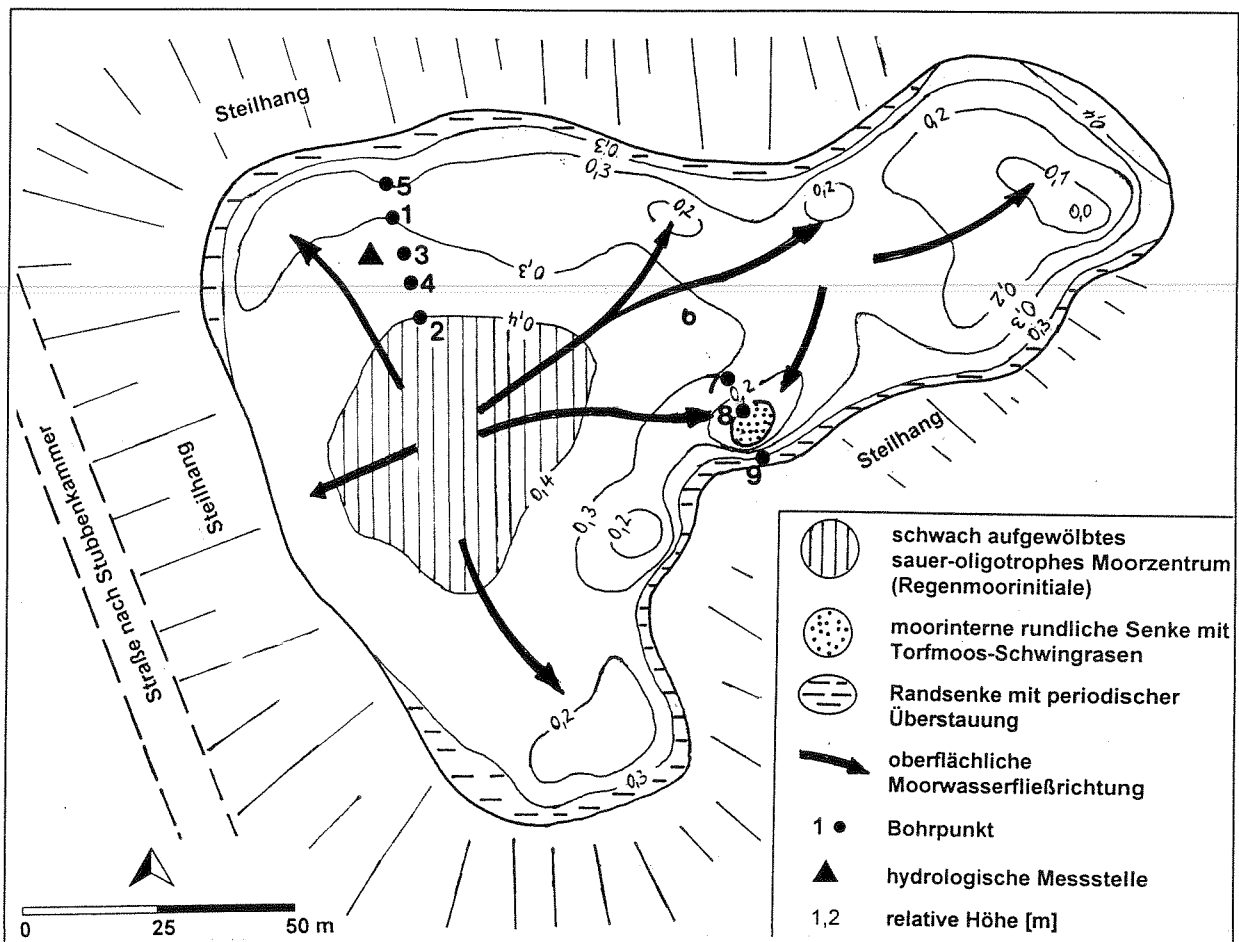 Steilhang
0,3
0,3
0,2
0,2
0,2
0,4
0,1
0,0
5
1
3
4
2
0,3
0,4
6
0,2
0,3
0,3
7
0,2
8
9
Steilhang
Steilhang
Straße nach Stubbenkammer
0,4
0,3
0,2
0,2
0,3
schwach aufgewölbtes
sauer-oligotrophes Moorzentrum
(Regenmoorinitiale)
moorinterne rundliche Senke mit
Torfmoos-Schwingrasen
Randsenke mit periodischer
Überstauung
oberflächliche
Moorwasserfließrichtung
1 Bohrpunkt
hydrologische Messstelle
1,2 relative Höhe [m]
0 25 50 m